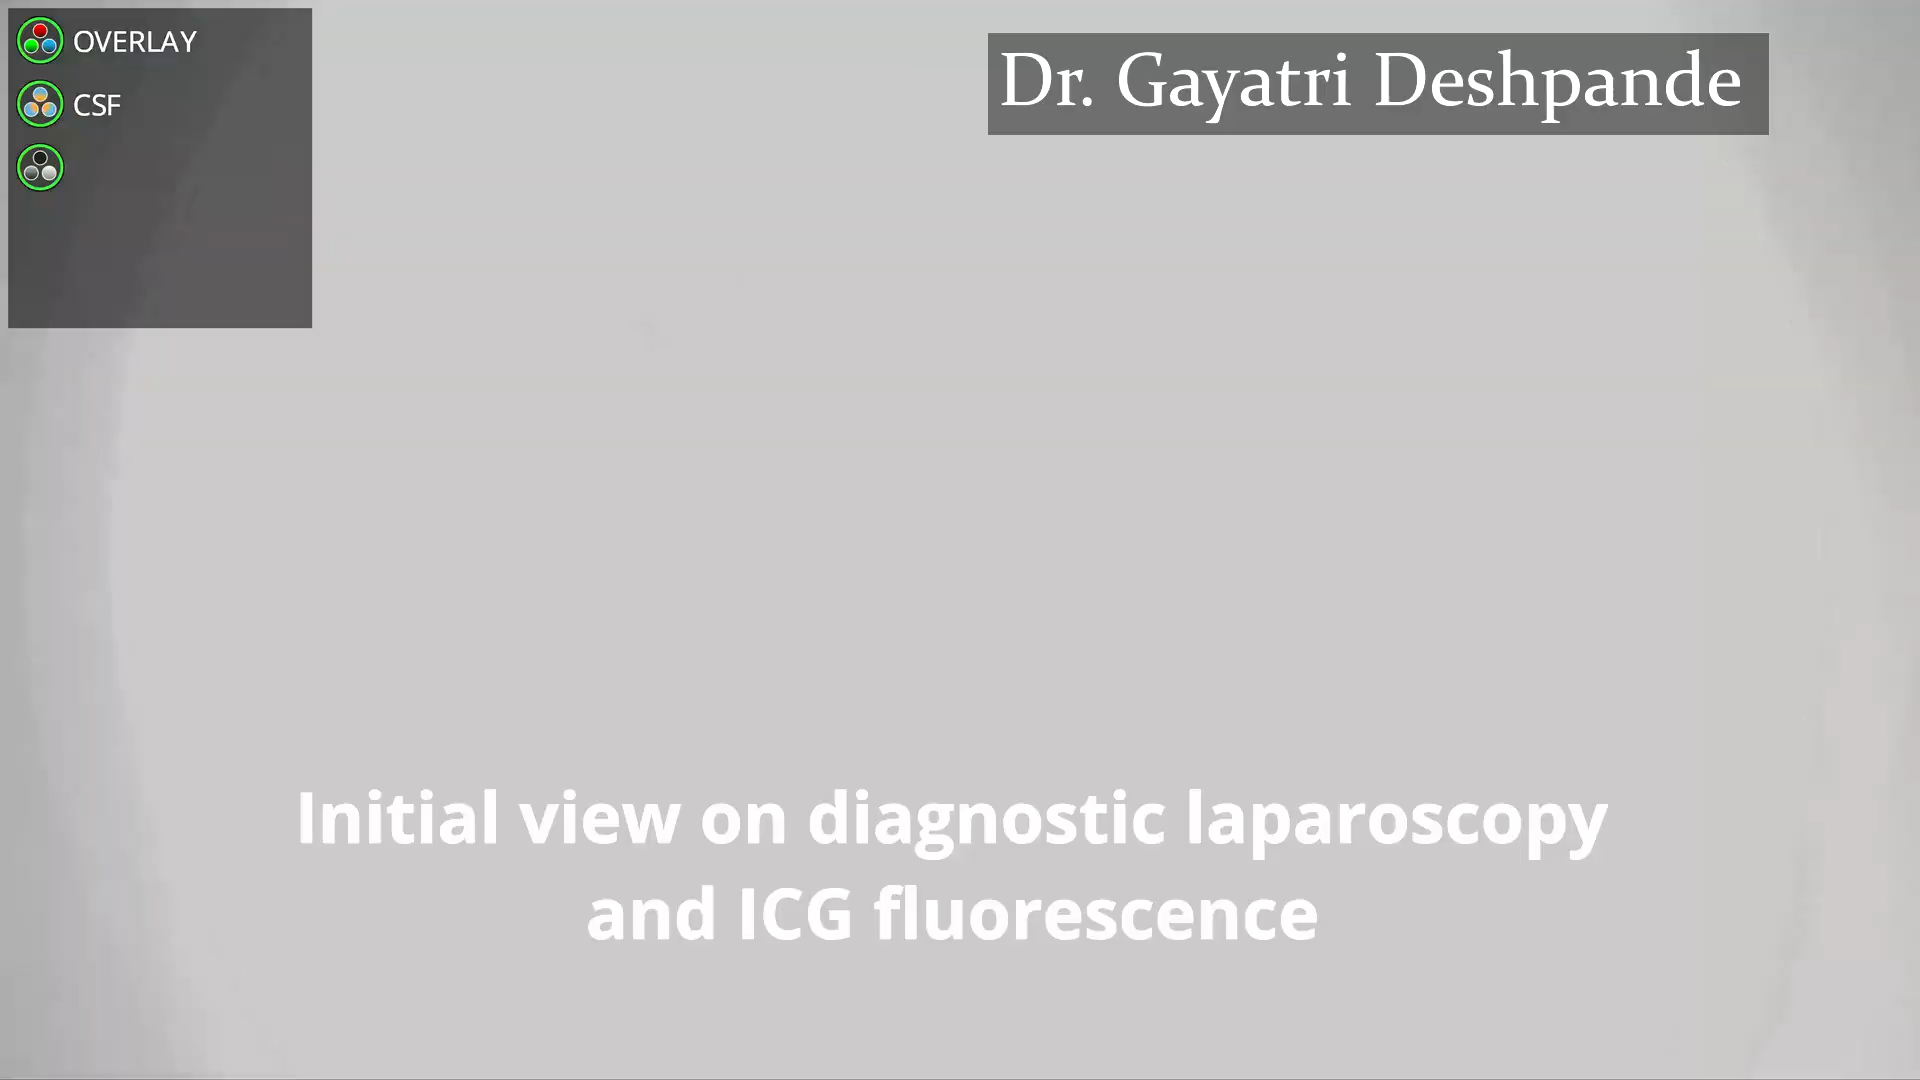 OVERLAY
CSF
Dr. Gayatri Deshpande
Initial view on diagnostic laparoscopy
and ICG fluorescence